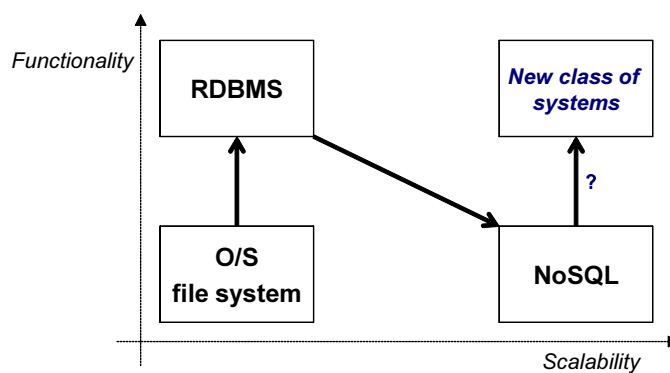 Functionality
RDBMS
New class of
systems
?
O/S
file system
NoSQL
Scalability